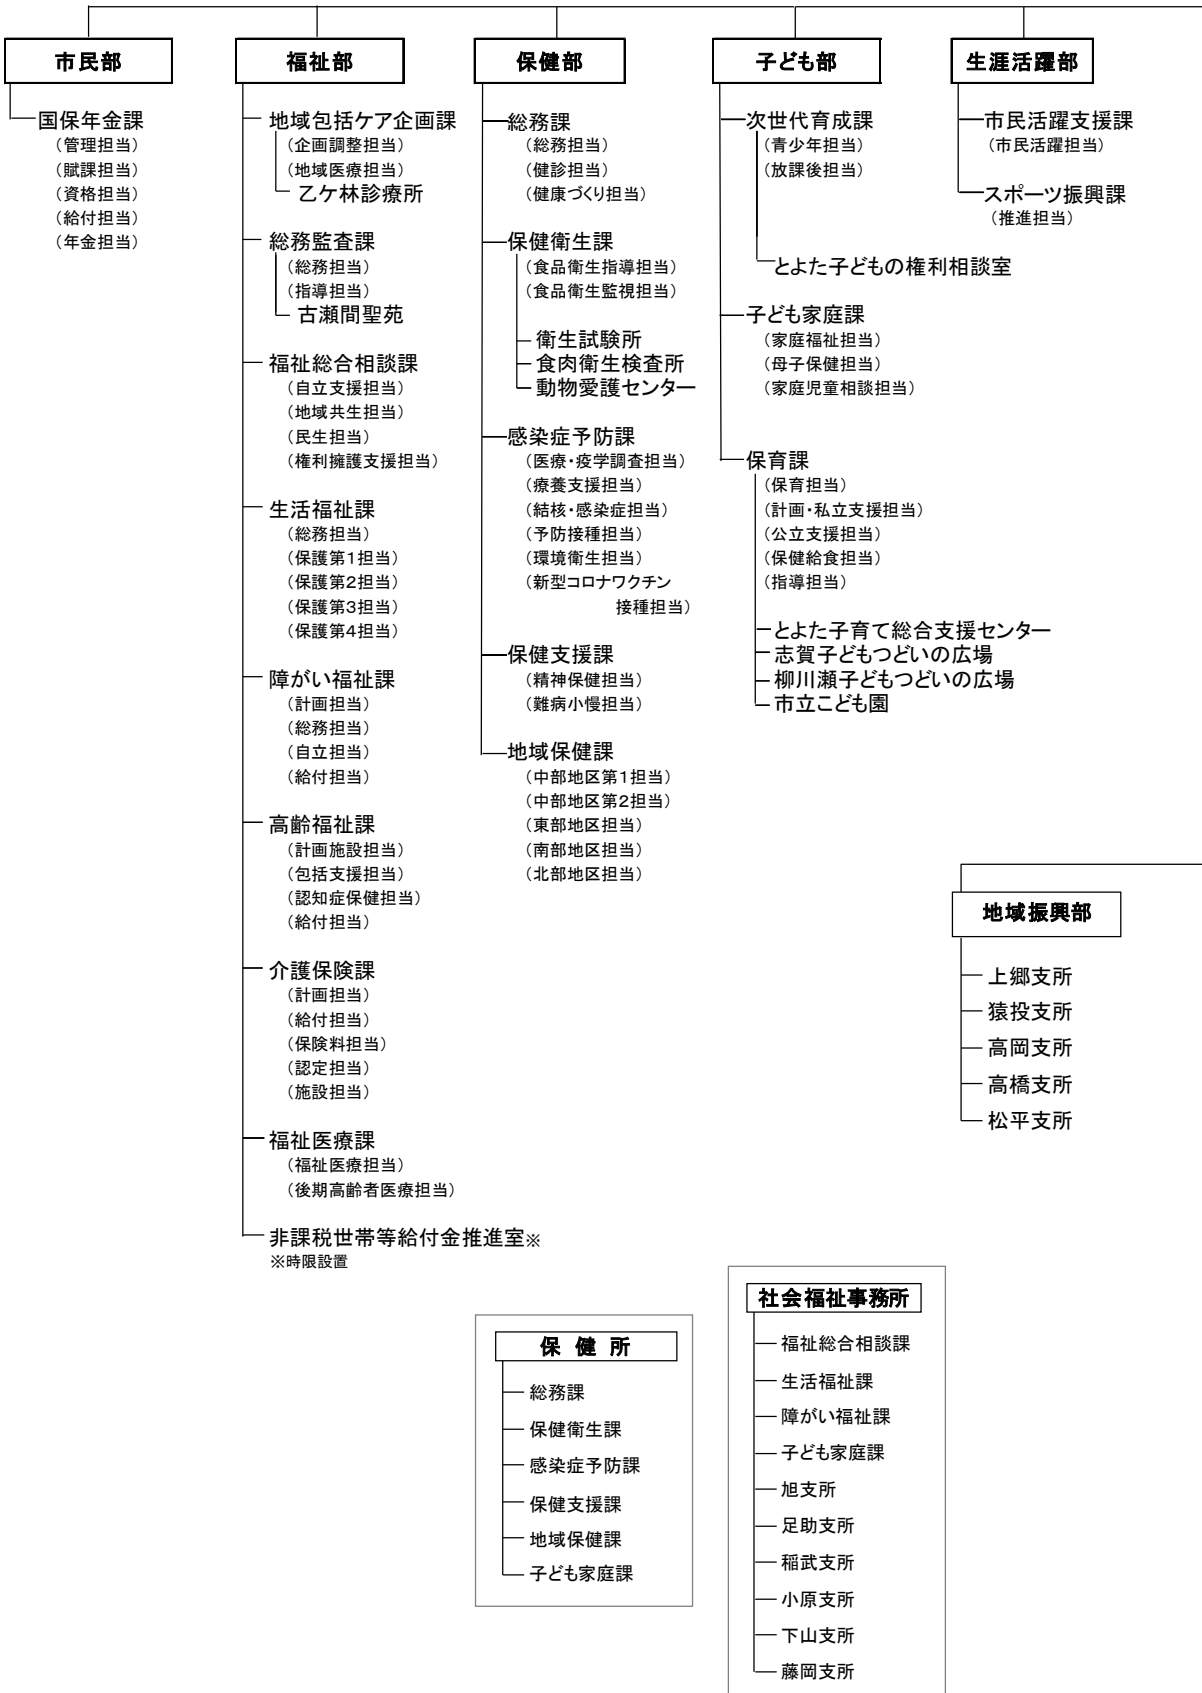 市民部
国保年金課
（管理担当）
（賦課担当）
（資格担当）
（給付担当）
（年金担当）
福祉部
地域包括ケア企画課
（企画調整担当）
（地域医療担当）
乙ケ林診療所
総務監査課
（総務担当）
（指導担当）
古瀬間聖苑
福祉総合相談課
（自立支援担当）
（地域共生担当）
（民生担当）
（権利擁護支援担当）
生活福祉課
（総務担当）
（保護第1担当）
（保護第2担当）
（保護第3担当）
（保護第4担当）
障がい福祉課
（計画担当）
（総務担当）
（自立担当）
（給付担当）
高齢福祉課
（計画施設担当）
（包括支援担当）
（認知症保健担当）
（給付担当）
介護保険課
（計画担当）
（給付担当）
（保険料担当）
（認定担当）
（施設担当）
福祉医療課
（福祉医療担当）
（後期高齢者医療担当）
非課税世帯等給付金推進室※
※時限設置
保健部
総務課
（総務担当）
（健診担当）
（健康づくり担当）
保健衛生課
（食品衛生指導担当）
（食品衛生監視担当）
衛生試験所
食肉衛生検査所
動物愛護センター
感染症予防課
（医療・疫学調査担当）
（療養支援担当）
（結核・感染症担当）
（予防接種担当）
（環境衛生担当）
（新型コロナワクチン
接種担当）
保健支援課
（精神保健担当）
（難病小慢担当）
地域保健課
（中部地区第1担当）
（中部地区第2担当）
（東部地区担当）
（南部地区担当）
（北部地区担当）
子ども部
次世代育成課
（青少年担当）
（放課後担当）
とよた子どもの権利相談室
子ども家庭課
（家庭福祉担当）
（母子保健担当）
（家庭児童相談担当）
保育課
（保育担当）
（計画・私立支援担当）
（公立支援担当）
（保健給食担当）
（指導担当）
とよた子育て総合支援センター
志賀子どもつどいの広場
柳川瀬子どもつどいの広場
市立こども園
生涯活躍部
市民活躍支援課
（市民活躍担当）
スポーツ振興課
（推進担当）
地域振興部
上郷支所
猿投支所
高岡支所
高橋支所
松平支所
保健所
総務課
保健衛生課
感染症予防課
保健支援課
地域保健課
子ども家庭課
社会福祉事務所
福祉総合相談課
生活福祉課
障がい福祉課
子ども家庭課
旭支所
足助支所
稲武支所
小原支所
下山支所
藤岡支所